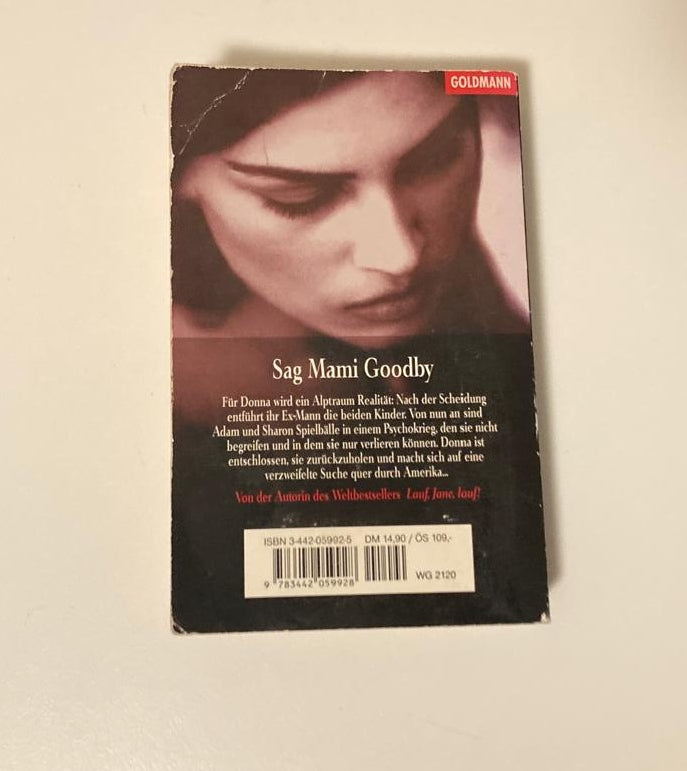 GOLDMANN
Sag Mami Goodby
Für Donna wird ein Alptraum Realität: Nach der Scheidung
entführt ihr Ex-Mann die beiden Kinder. Von nun an sind
Adam und Sharon Spielbälle in einem Psychokrieg, den sie nicht
begreifen und in dem sie nur verlieren können. Donna ist
entschlossen, sie zurückzuholen und macht sich auf eine
verzweifelte Suche quer durch Amerika...
Von der Autorin des Weltbestsellers Lauf, Jane, lauf!
ISBN 3-442-05992-5 DM 14,90 / ÖS 109,-
9 783442 059928
WG 2120